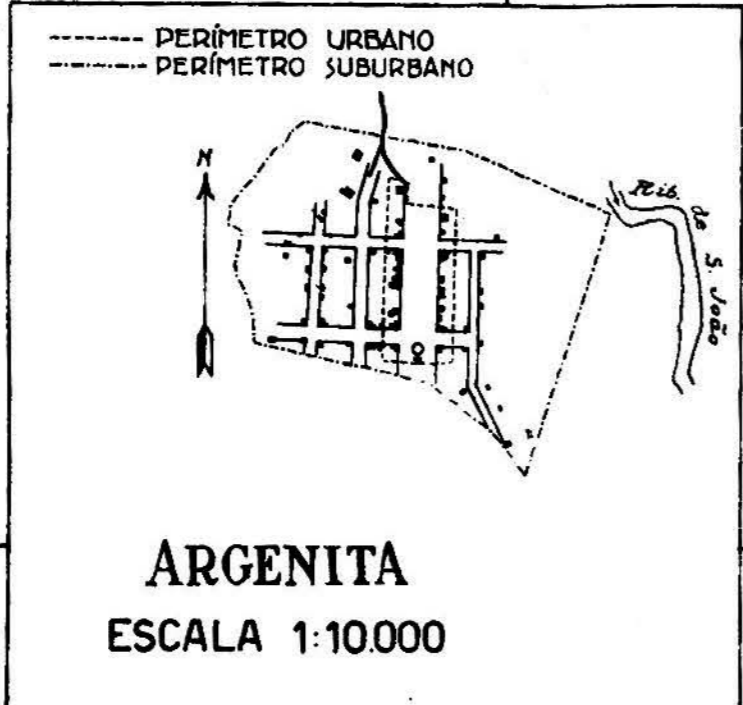 PERÍMETRO URBANO
PERÍMETRO SUBURBANO
N
Rib. de S. João
ARGENITA
ESCALA 1:10.000